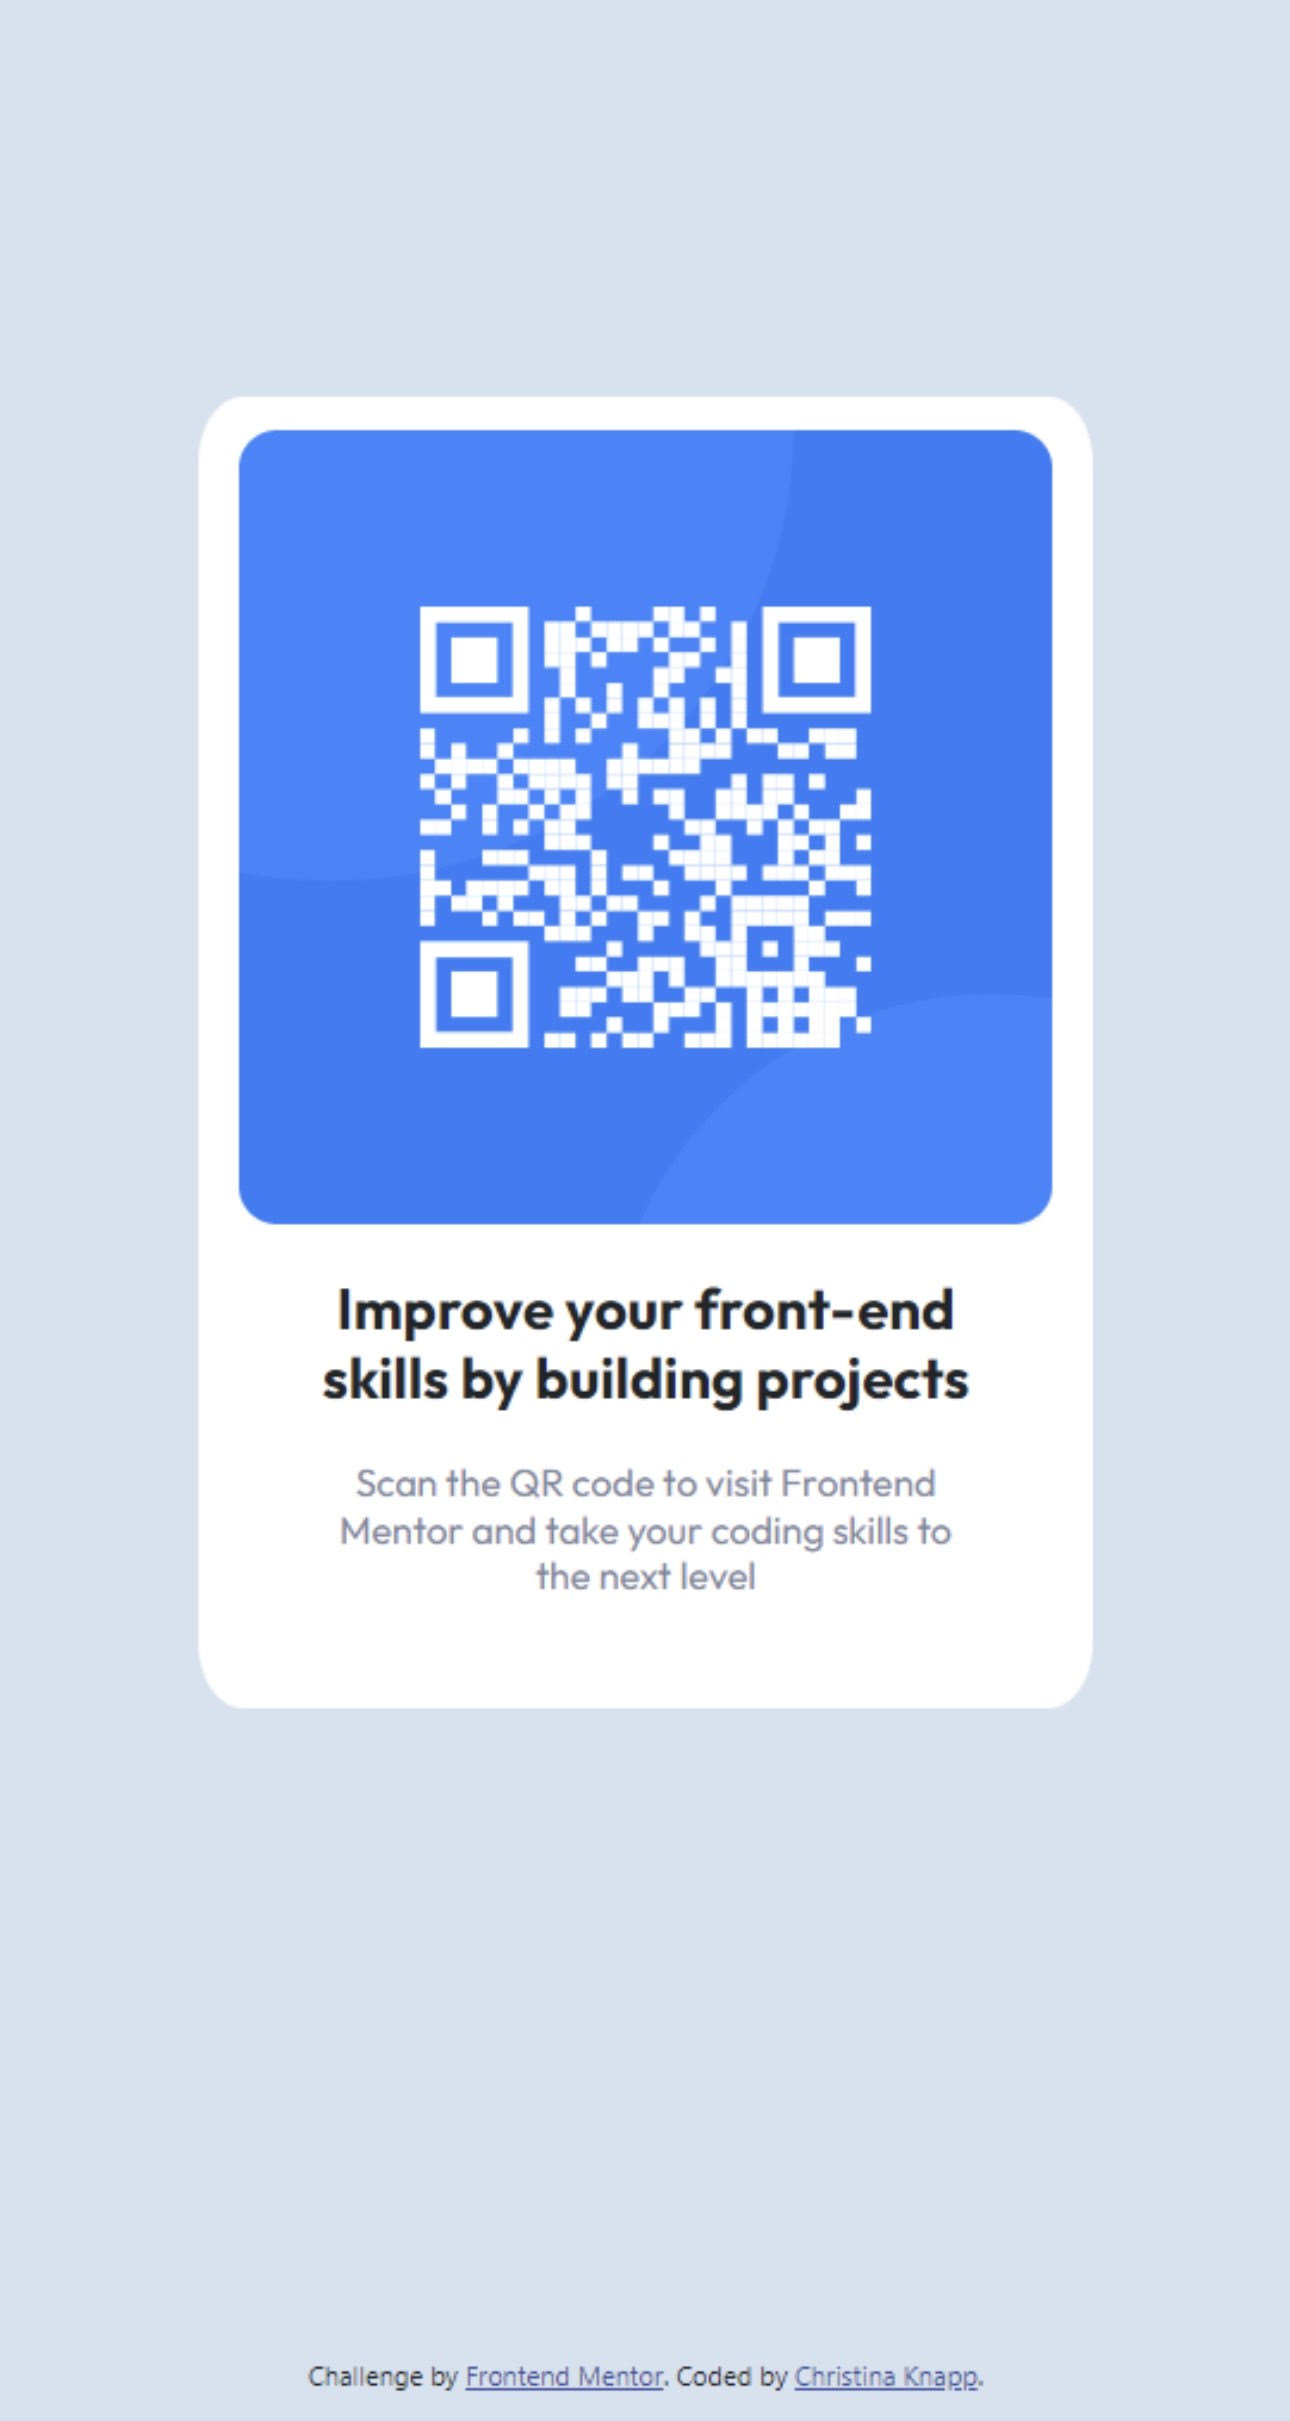 Improve your front-end
skills by building projects
Scan the QR code to visit Frontend
Mentor and take your coding skills to
the next level
Challenge by Frontend Mentor. Coded by Christina Knapp.